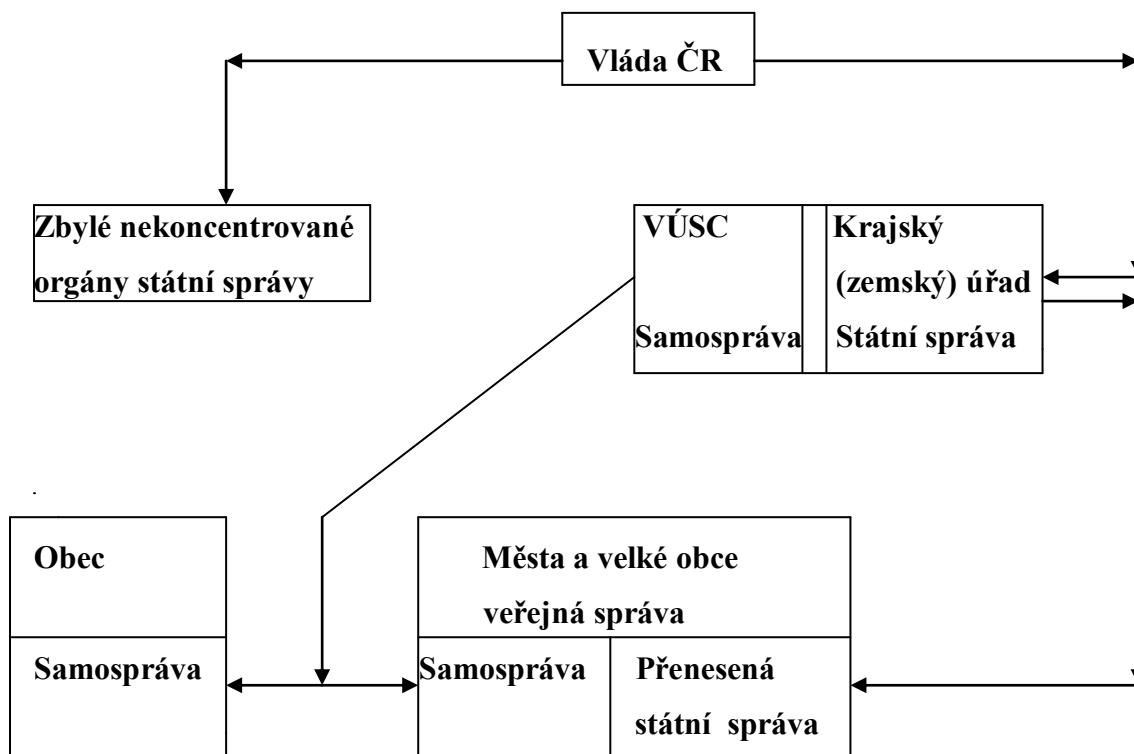 Vláda ČR
Zbylé nekoncentrované
orgány státní správy
VÚSC
Samospráva
Krajský
(zemský) úřad
Státní správa
Obec
Samospráva
Města a velké obce
veřejná správa
Samospráva
Přenesená
státní správa